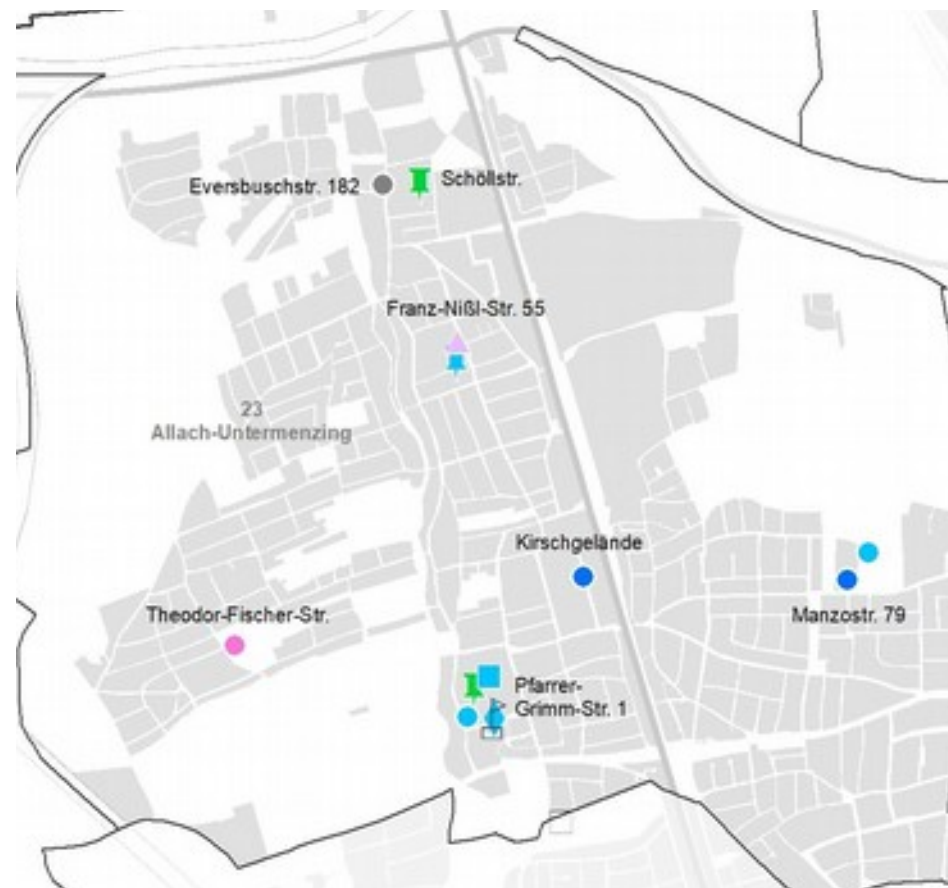 Eversbuschstr. 182
Schöllstr.
Franz-Nißl-Str. 55
23
Allach-Untermenzing
Kirschgelände
Theodor-Fischer-Str.
Manzostr. 79
Pfarrer-
Grimm-Str. 1